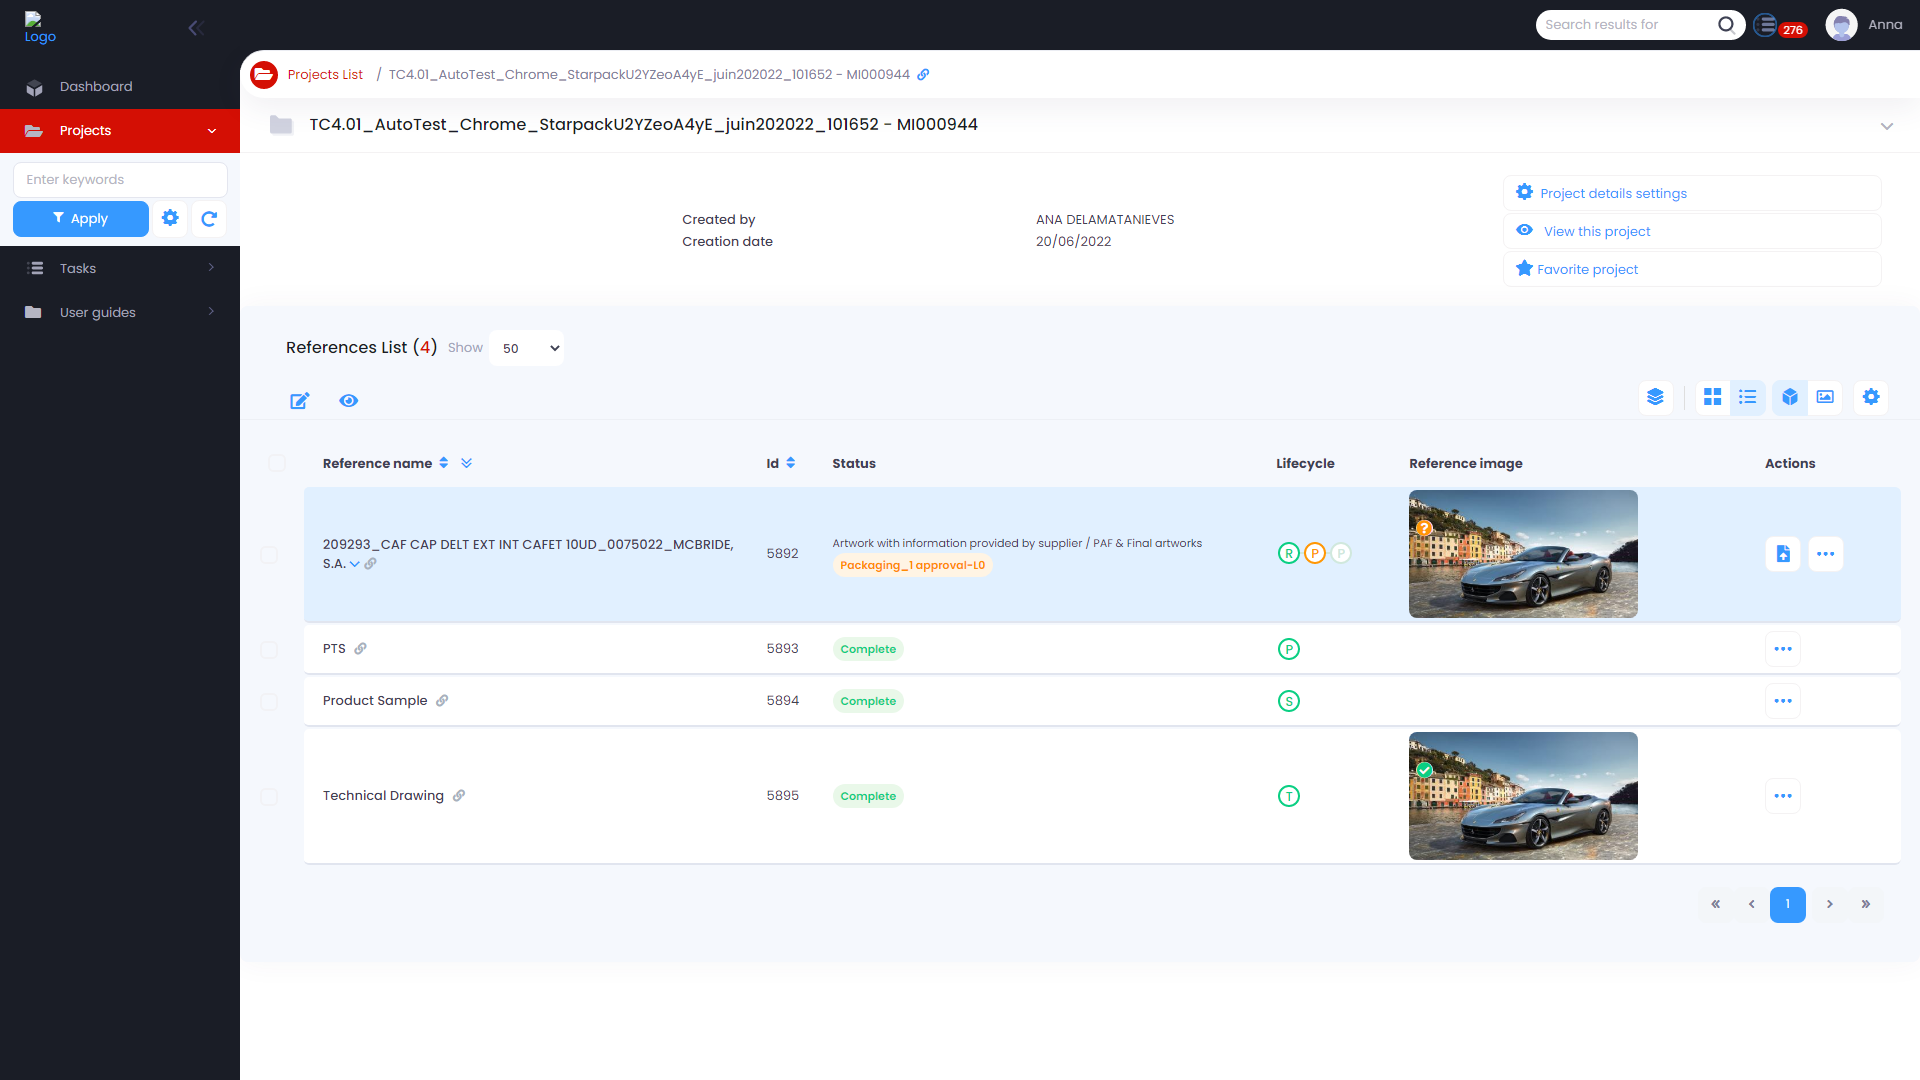 Logo
Search results for
276
Anna
Dashboard
Projects
Enter keywords
Apply
Tasks
User guides
Projects List / TC4.01_AutoTest_Chrome_StarpackU2YZeoA4yE_juin202022_101652 - MI000944
TC4.01_AutoTest_Chrome_StarpackU2YZeoA4yE_juin202022_101652 - MI000944
Created by ANA DELAMATANIEVES
Creation date 20/06/2022
Project details settings
View this project
Favorite project
References List (4) Show 50
Reference name Id Status Lifecycle Reference image Actions
209293_CAF CAP DELT EXT INT CAFET 10UD_0075022_MCBRIDE,
S.A.
5892
Artwork with information provided by supplier / PAF & Final artworks
Packaging_1 approval-L0
R P P
?
PTS 5893 Complete P
Product Sample 5894 Complete S
Technical Drawing 5895 Complete T
« ‹ 1 › »